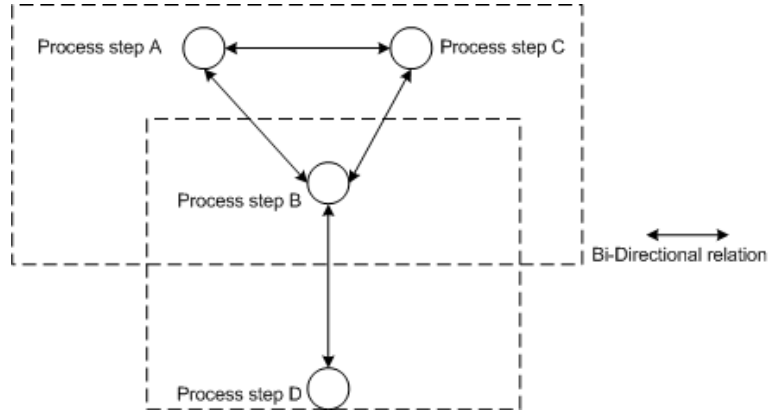 Process step A
Process step C
Process step B
Bi-Directional relation
Process step D